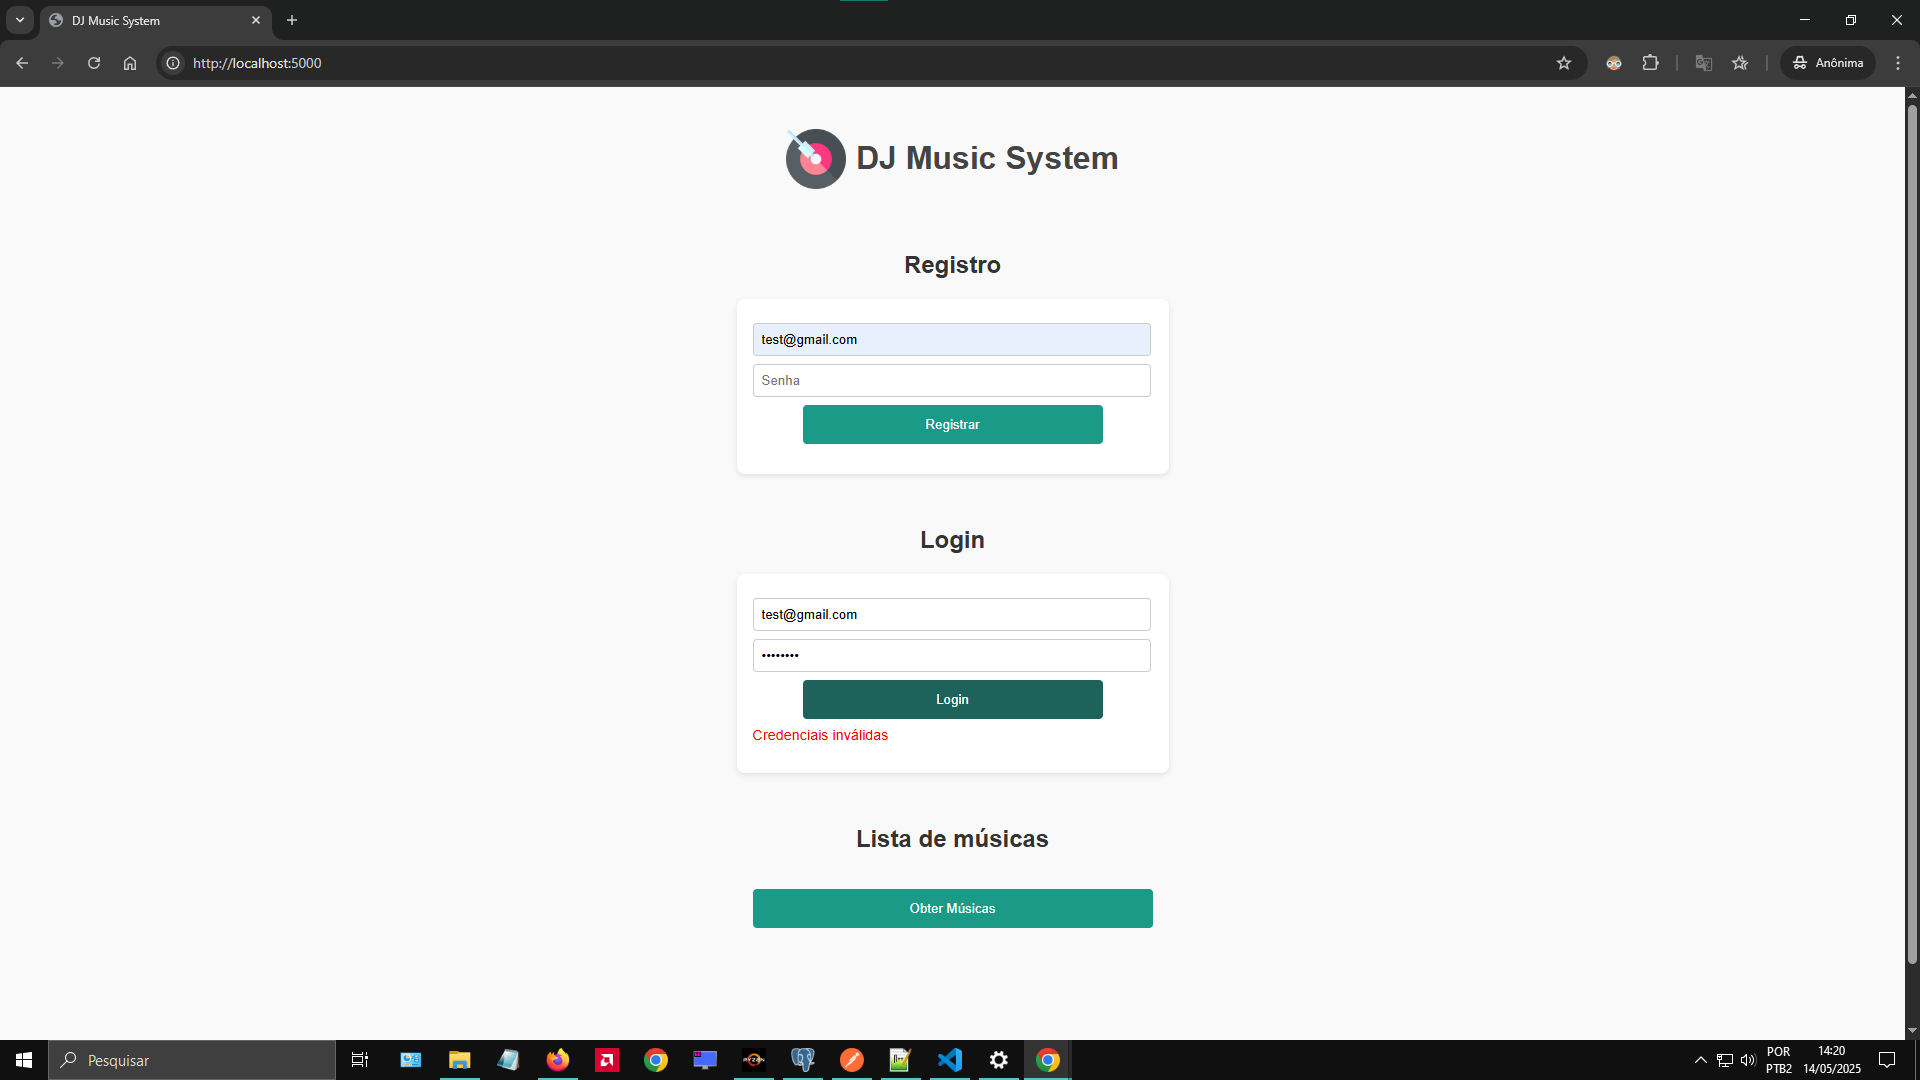 DJ Music System
http://localhost:5000
Anônima
DJ Music System
Registro
test@gmail.com
Senha
Registrar
Login
test@gmail.com
••••••••
Login
Credenciais inválidas
Lista de músicas
Obter Músicas
Pesquisar
RYZEN
POR
PTB2
14:20
14/05/2025